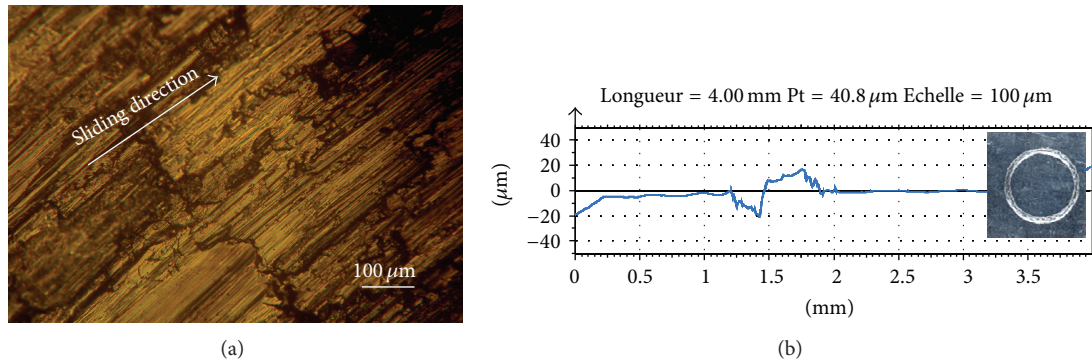 Sliding direction
100 μm
(a)
Longueur = 4.00 mm Pt = 40.8 μm Echelle = 100 μm
(μm)
40
20
0
−20
−40
0 0.5 1 1.5 2 2.5 3 3.5
(mm)
(b)